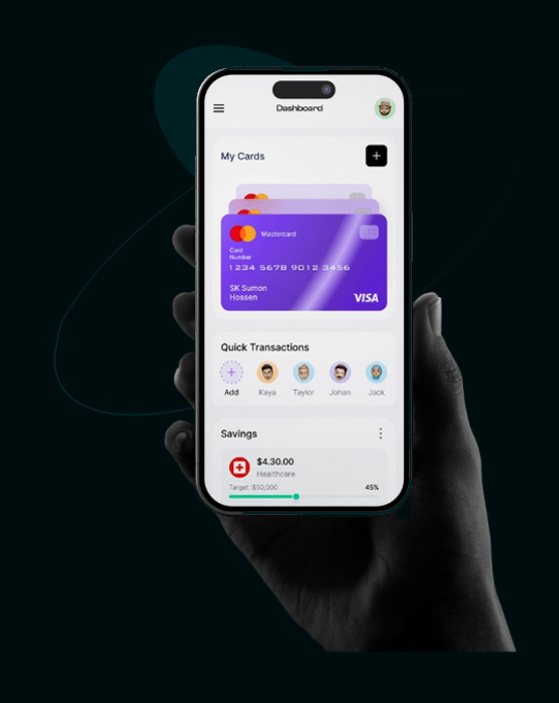 Dashboard
My Cards
Mastercard
Card
Number
1234 5678 9012 3456
SK Sumon
Hossen
VISA
Quick Transactions
Add
Kaya
Taylor
Johan
Jack
Savings
$4.30.00
Healthcare
Target :$50,000
45%